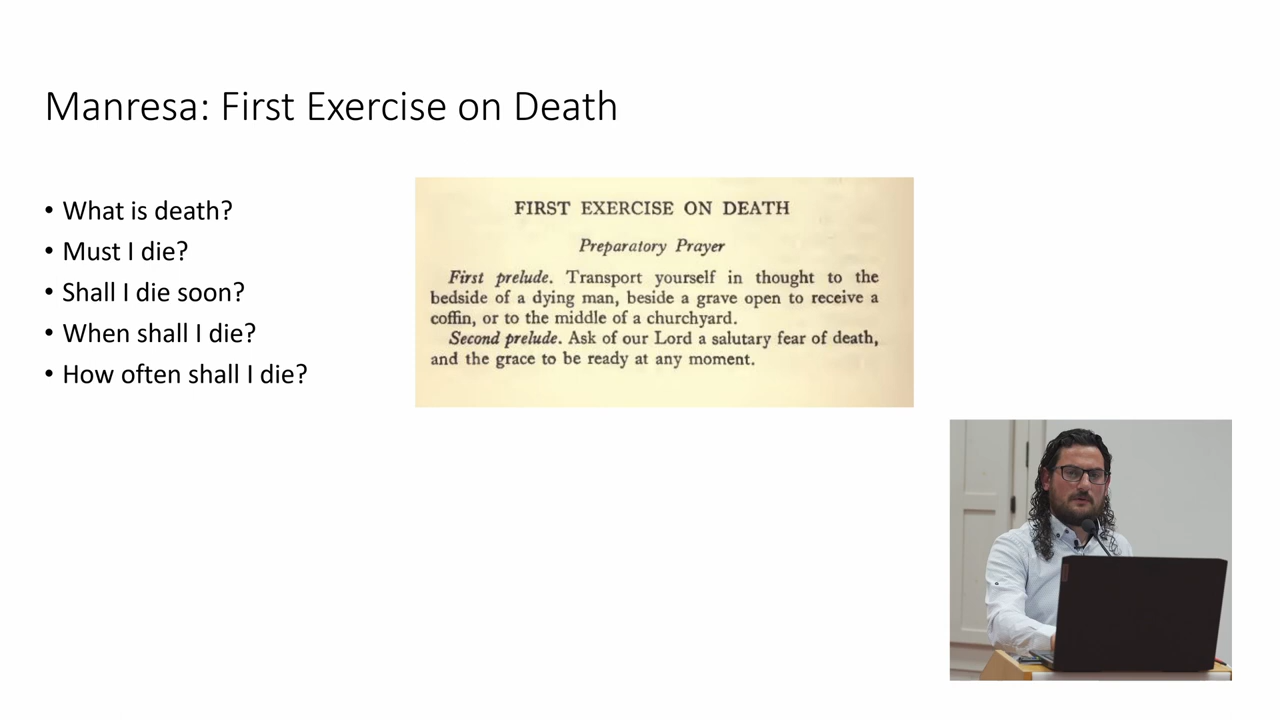 Manresa: First Exercise on Death
• What is death?
• Must I die?
• Shall I die soon?
• When shall I die?
• How often shall I die?
FIRST EXERCISE ON DEATH
Preparatory Prayer
First prelude. Transport yourself in thought to the
bedside of a dying man, beside a grave open to receive a
coffin, or to the middle of a churchyard.
Second prelude. Ask of our Lord a salutary fear of death,
and the grace to be ready at any moment.